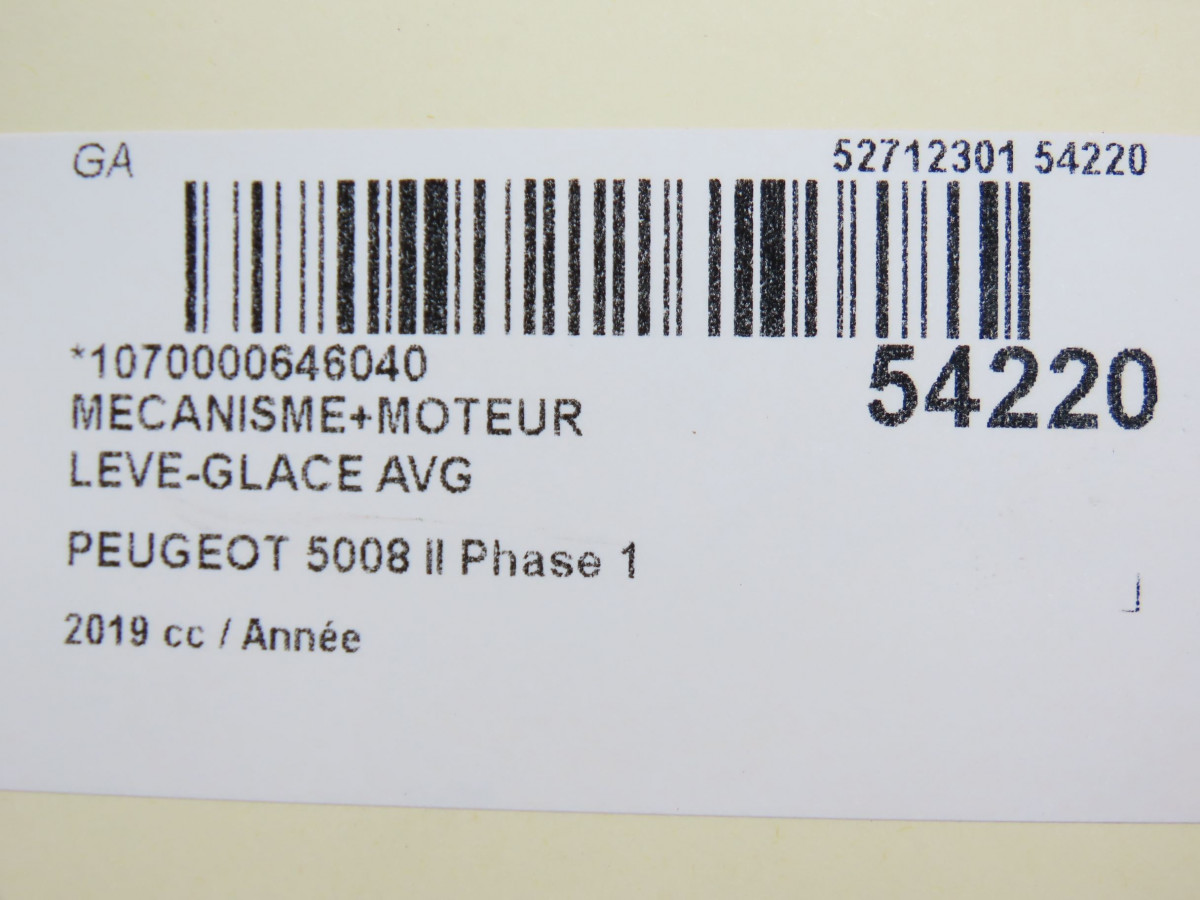 GA
52712301 54220
*1070000646040
54220
MECANISME+MOTEUR
LEVE-GLACE AVG
PEUGEOT 5008 II Phase 1
2019 cc / Année